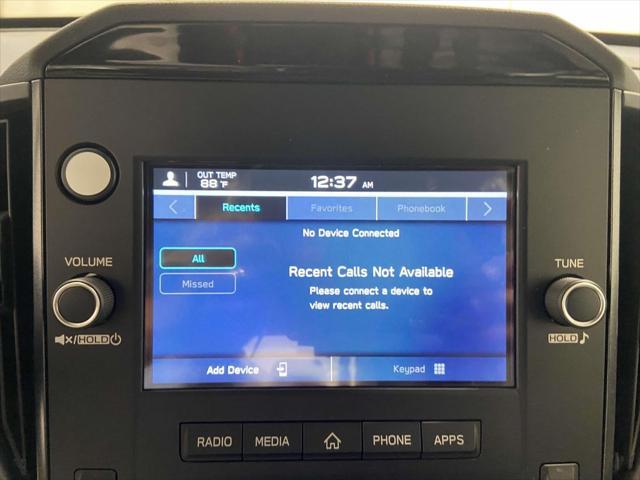 OUT TEMP
88°F
12:37 AM
Recents Favorites Phonebook
No Device Connected
All
Missed
Recent Calls Not Available
Please connect a device to
view recent calls.
Add Device Keypad
VOLUME
HOLD
TUNE
HOLD
RADIO MEDIA PHONE APPS